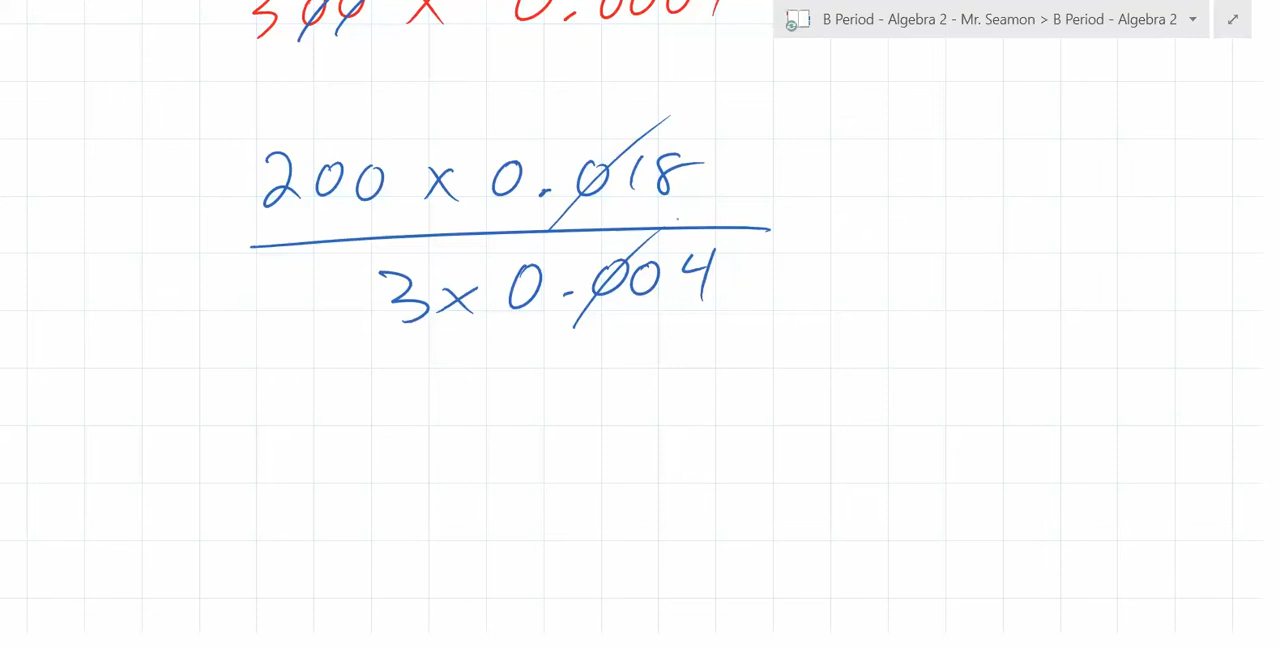 B Period - Algebra 2 - Mr. Seamon > B Period - Algebra 2
200 x 0.018
3 x 0.004